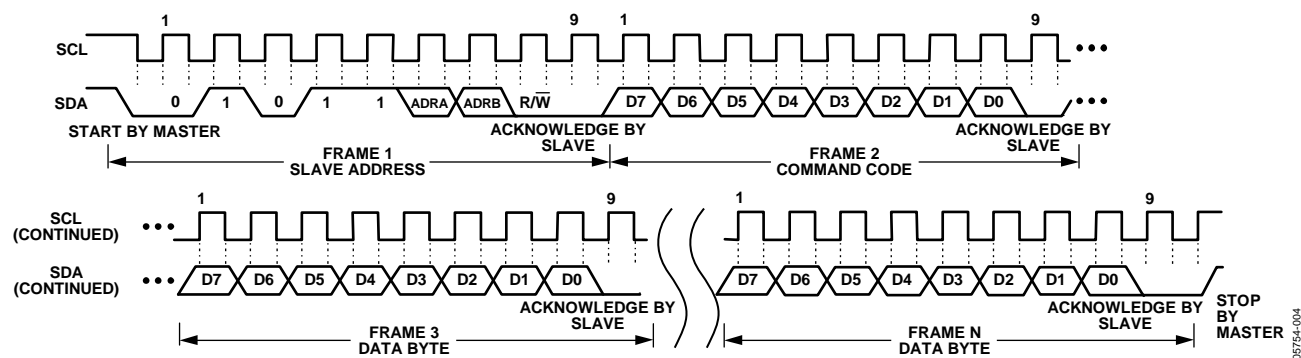 1 9 1 9
SCL
SDA
0 1 0 1 1 ADRA ADRB R/W̅ D7 D6 D5 D4 D3 D2 D1 D0
START BY MASTER
ACKNOWLEDGE BY
SLAVE
ACKNOWLEDGE BY
SLAVE
FRAME 1
SLAVE ADDRESS
FRAME 2
COMMAND CODE
1 9 1 9
SCL
(CONTINUED)
SDA
(CONTINUED)
D7 D6 D5 D4 D3 D2 D1 D0
D7 D6 D5 D4 D3 D2 D1 D0
ACKNOWLEDGE BY
SLAVE
ACKNOWLEDGE BY
SLAVE
STOP
BY
MASTER
FRAME 3
DATA BYTE
FRAME N
DATA BYTE
05754-004